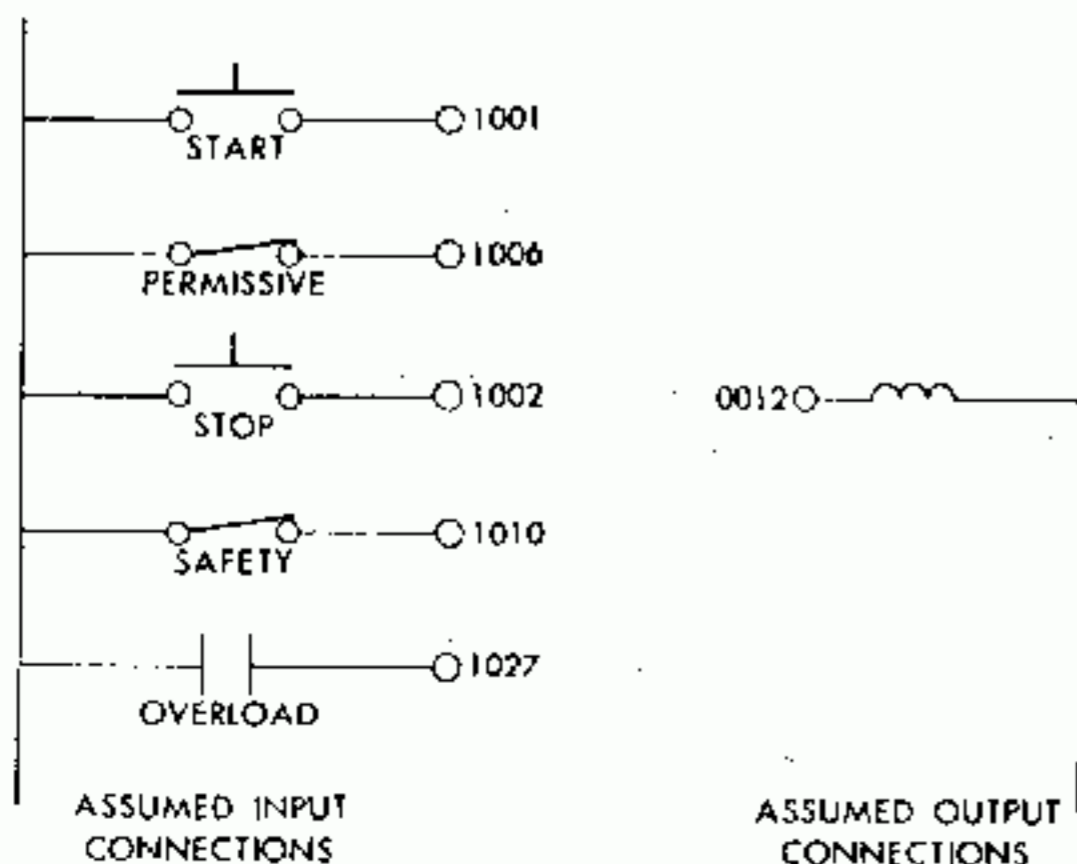 1001
START
1006
PERMISSIVE
1002
STOP
0012
1010
SAFETY
1027
OVERLOAD
ASSUMED INPUT
CONNECTIONS
ASSUMED OUTPUT
CONNECTIONS